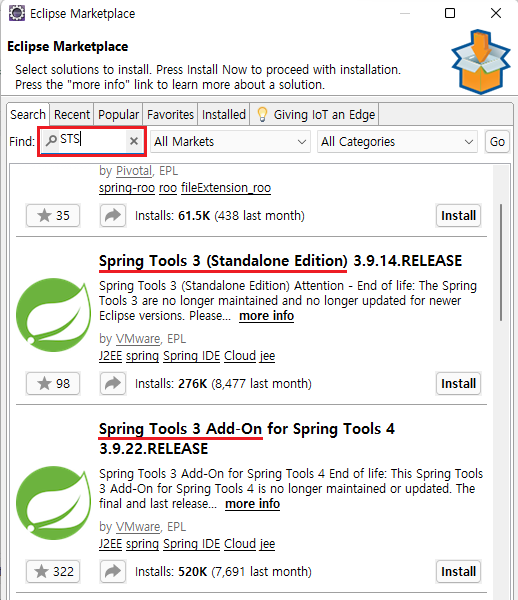 Eclipse Marketplace
Eclipse Marketplace
Select solutions to install. Press Install Now to proceed with installation.
Press the "more info" link to learn more about a solution.
Search Recent Popular Favorites Installed Giving IoT an Edge
Find: STS All Markets All Categories Go
by Pivotal, EPL
spring-roo roo fileExtension_roo
35 Installs: 61.5K (438 last month) Install
Spring Tools 3 (Standalone Edition) 3.9.14.RELEASE
Spring Tools 3 (Standalone Edition) Attention - End of life: The Spring
Tools 3 are no longer maintained and no longer updated for newer
Eclipse versions. Please... more info
by VMware, EPL
J2EE spring Spring IDE Cloud jee
98 Installs: 276K (8,477 last month) Install
Spring Tools 3 Add-On for Spring Tools 4
3.9.22.RELEASE
Spring Tools 3 Add-On for Spring Tools 4 End of life: This Spring Tools
3 Add-On for Spring Tools 4 is no longer maintained or updated. The
final and last release... more info
by VMware, EPL
J2EE spring Spring IDE Cloud jee
322 Installs: 520K (7,691 last month) Install